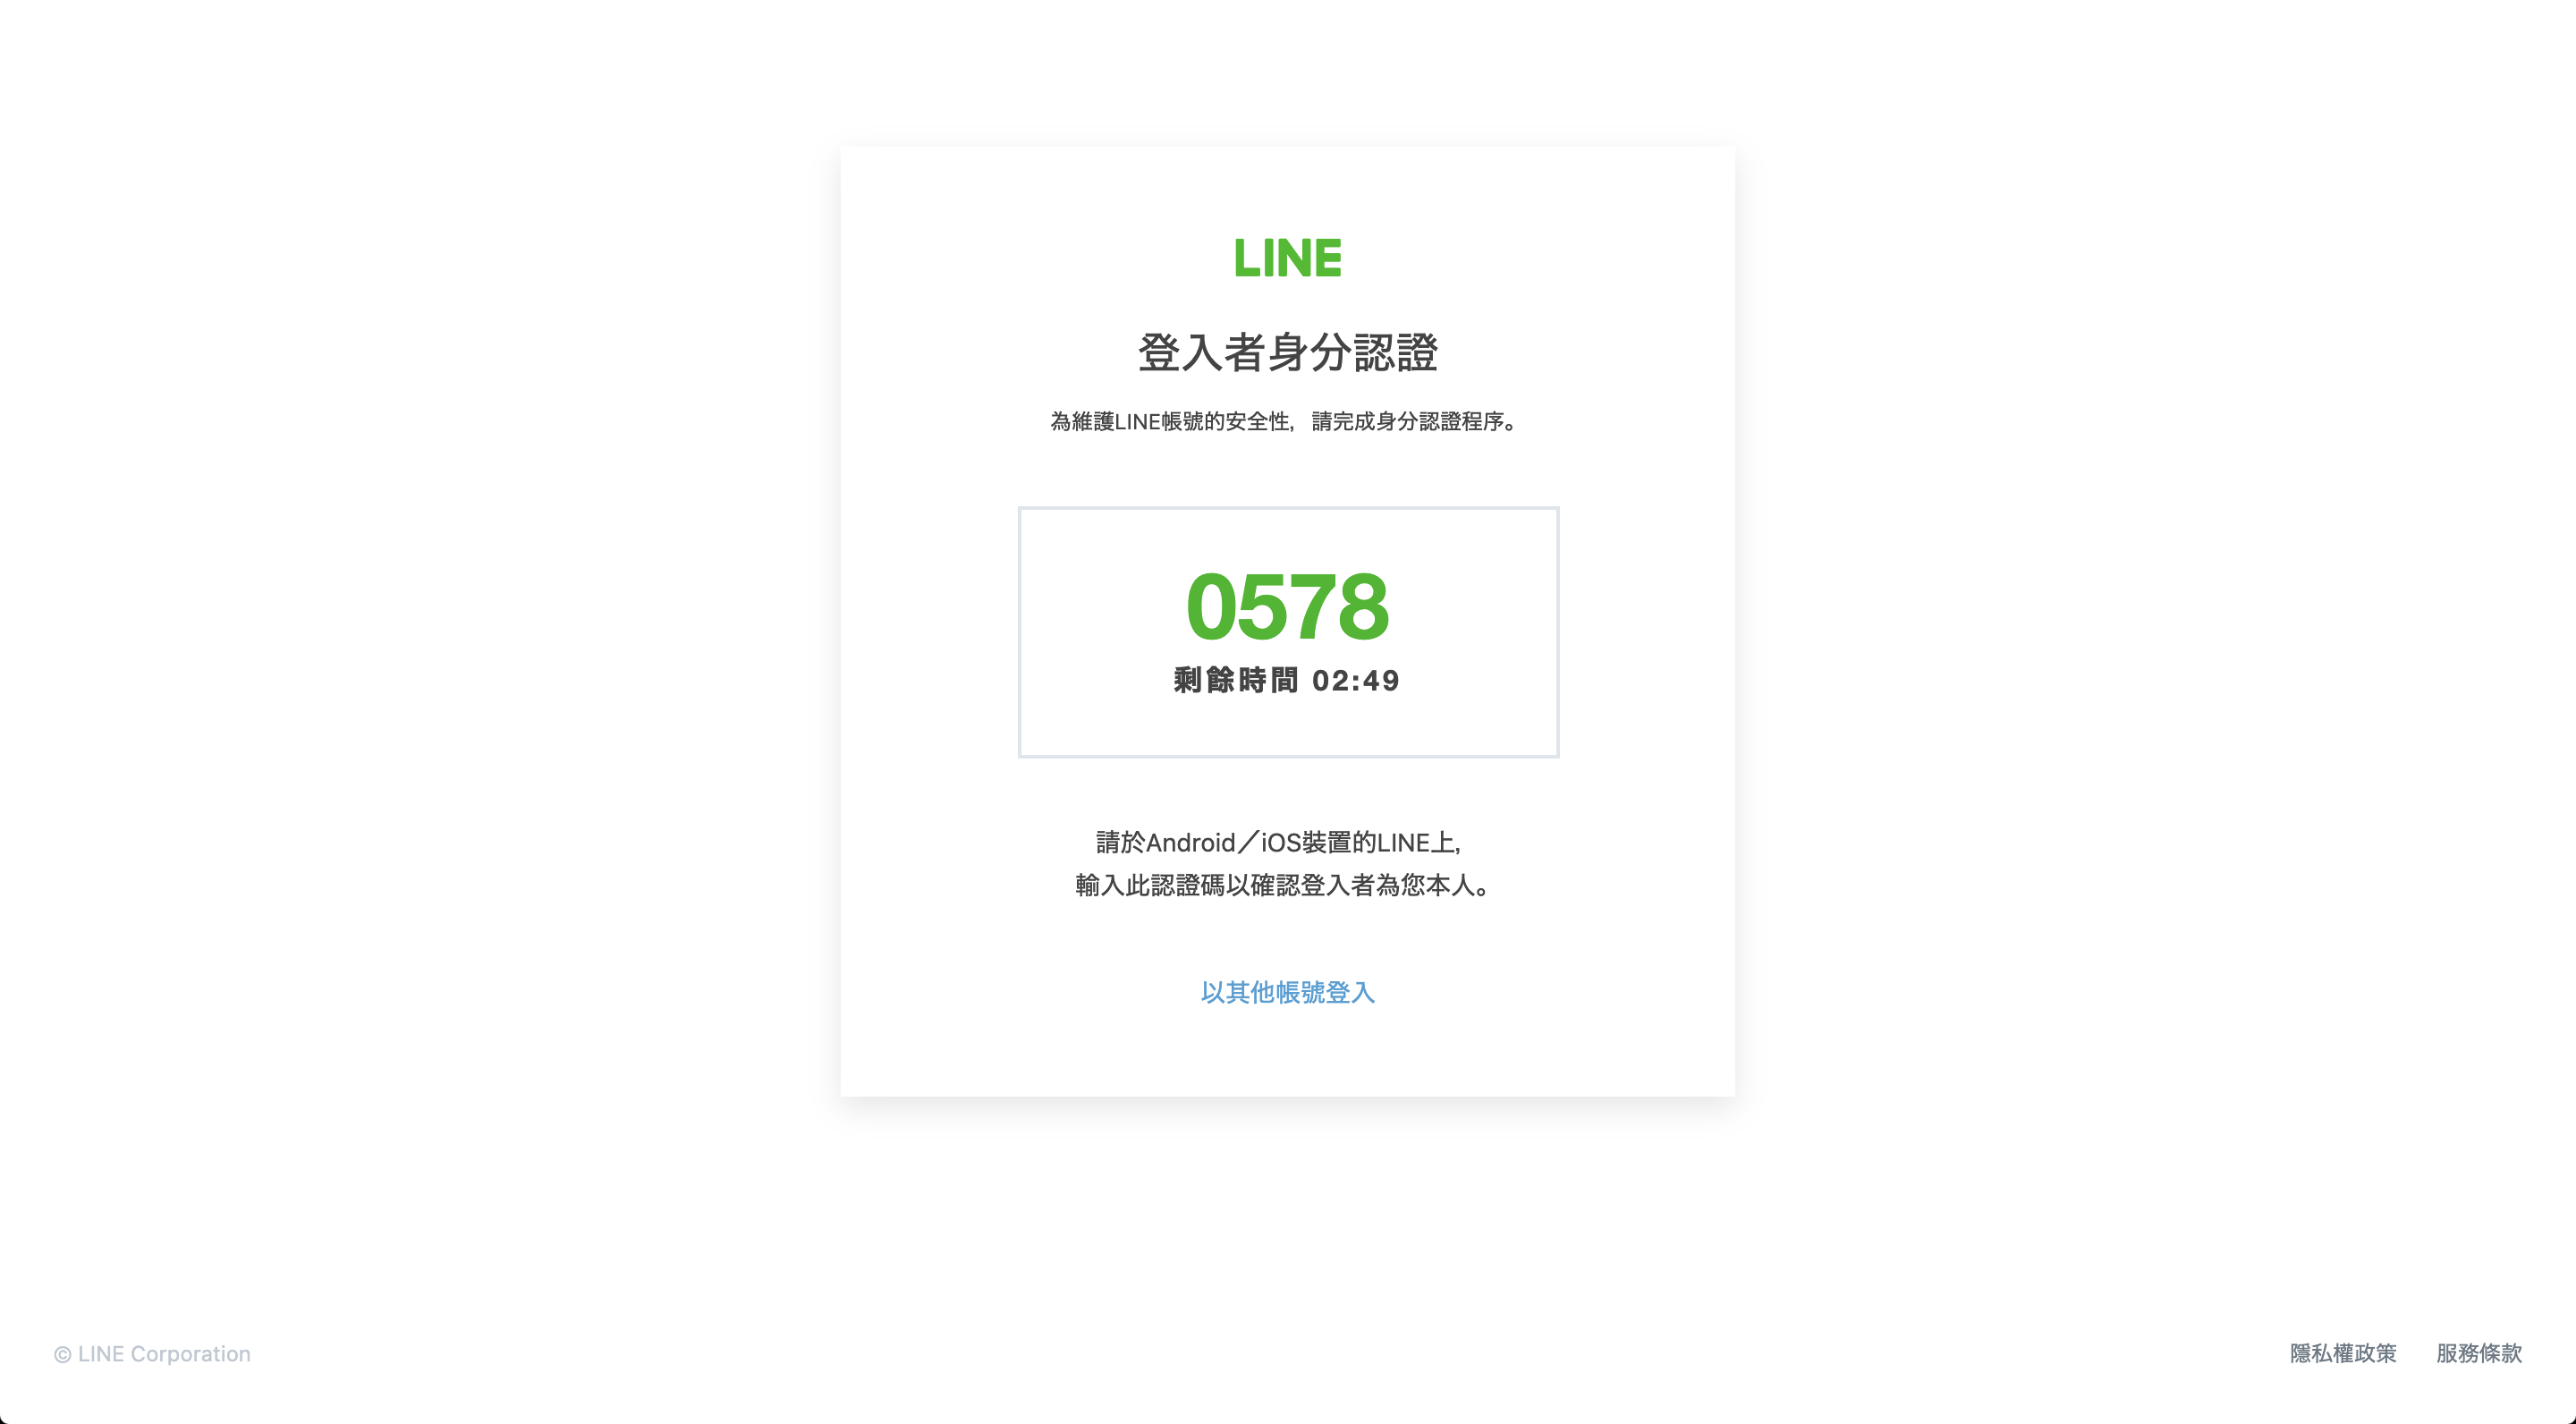 LINE
登入者身分認證
為維護LINE帳號的安全性，請完成身分認證程序。
0578
剩餘時間 02:49
請於Android／iOS裝置的LINE上，
輸入此認證碼以確認登入者為您本人。
以其他帳號登入
© LINE Corporation
隱私權政策 服務條款